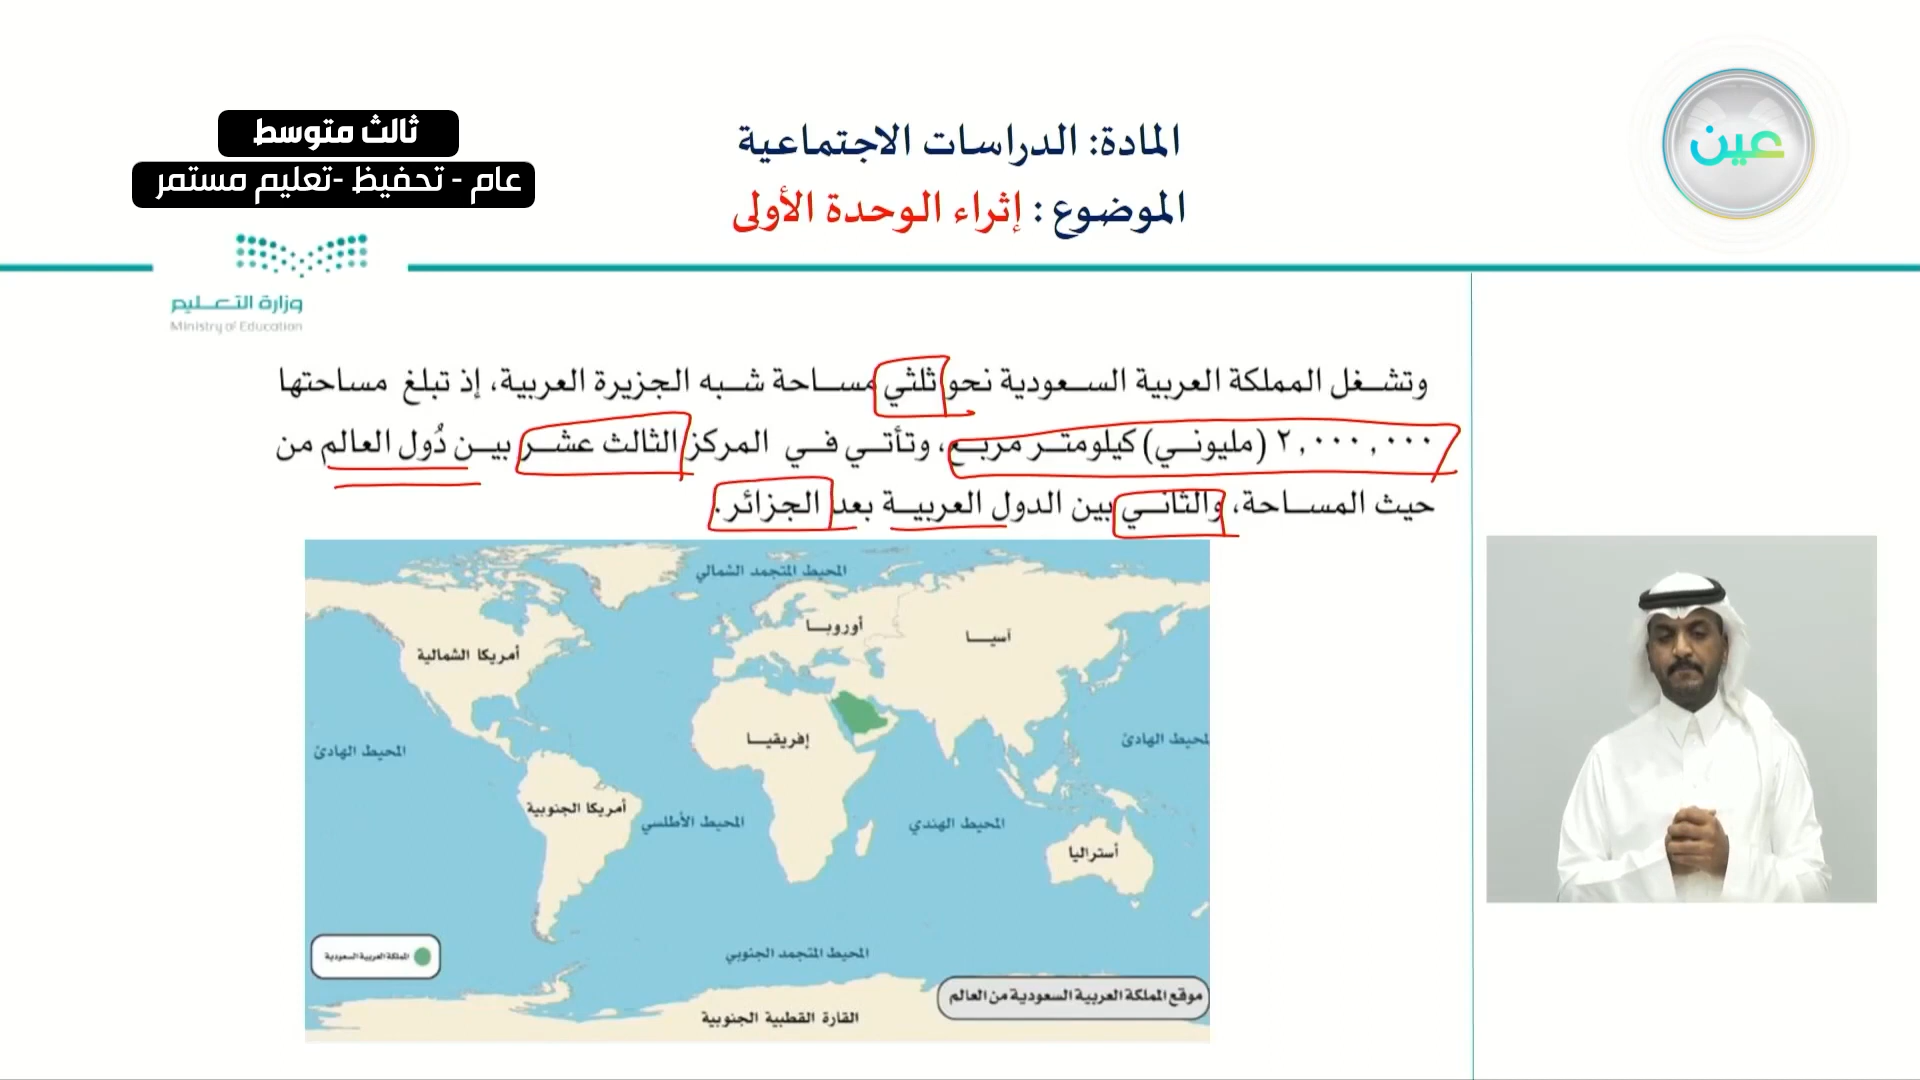 المادة: الدراسات الاجتماعية
الموضوع : إثراء الوحدة الأولى
عين
ثالث متوسط
عام - تحفيظ -تعليم مستمر
وزارة التعليم
Ministry of Education
وتشغل المملكة العربية السعودية نحو ثلثي مساحة شبه الجزيرة العربية، إذ تبلغ مساحتها
٢,٠٠٠,٠٠٠ (مليوني) كيلومتر مربع، وتأتي في المركز الثالث عشر بين دُول العالم من
حيث المساحة، والثاني بين الدول العربية بعد الجزائر.
المحيط المتجمد الشمالي
أوروبا
آسيا
أمريكا الشمالية
إفريقيا
المحيط الهادئ
المحيط الهادئ
أمريكا الجنوبية
المحيط الأطلسي
المحيط الهندي
أستراليا
المحيط المتجمد الجنوبي
المملكة العربية السعودية
موقع المملكة العربية السعودية من العالم
القارة القطبية الجنوبية